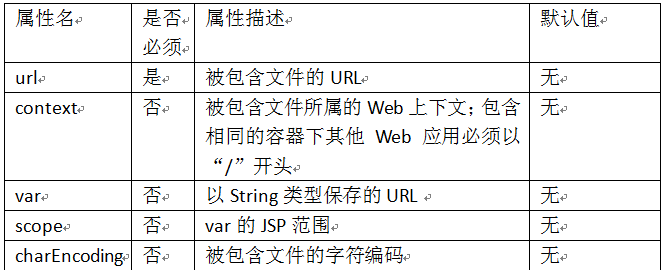 属性名 是否必须 属性描述 默认值
url 是 被包含文件的 URL 无
context 否 被包含文件所属的 Web 上下文；包含相同的容器下其他 Web 应用必须以“/”开头 无
var 否 以 String 类型保存的 URL 无
scope 否 var 的 JSP 范围 无
charEncoding 否 被包含文件的字符编码 无